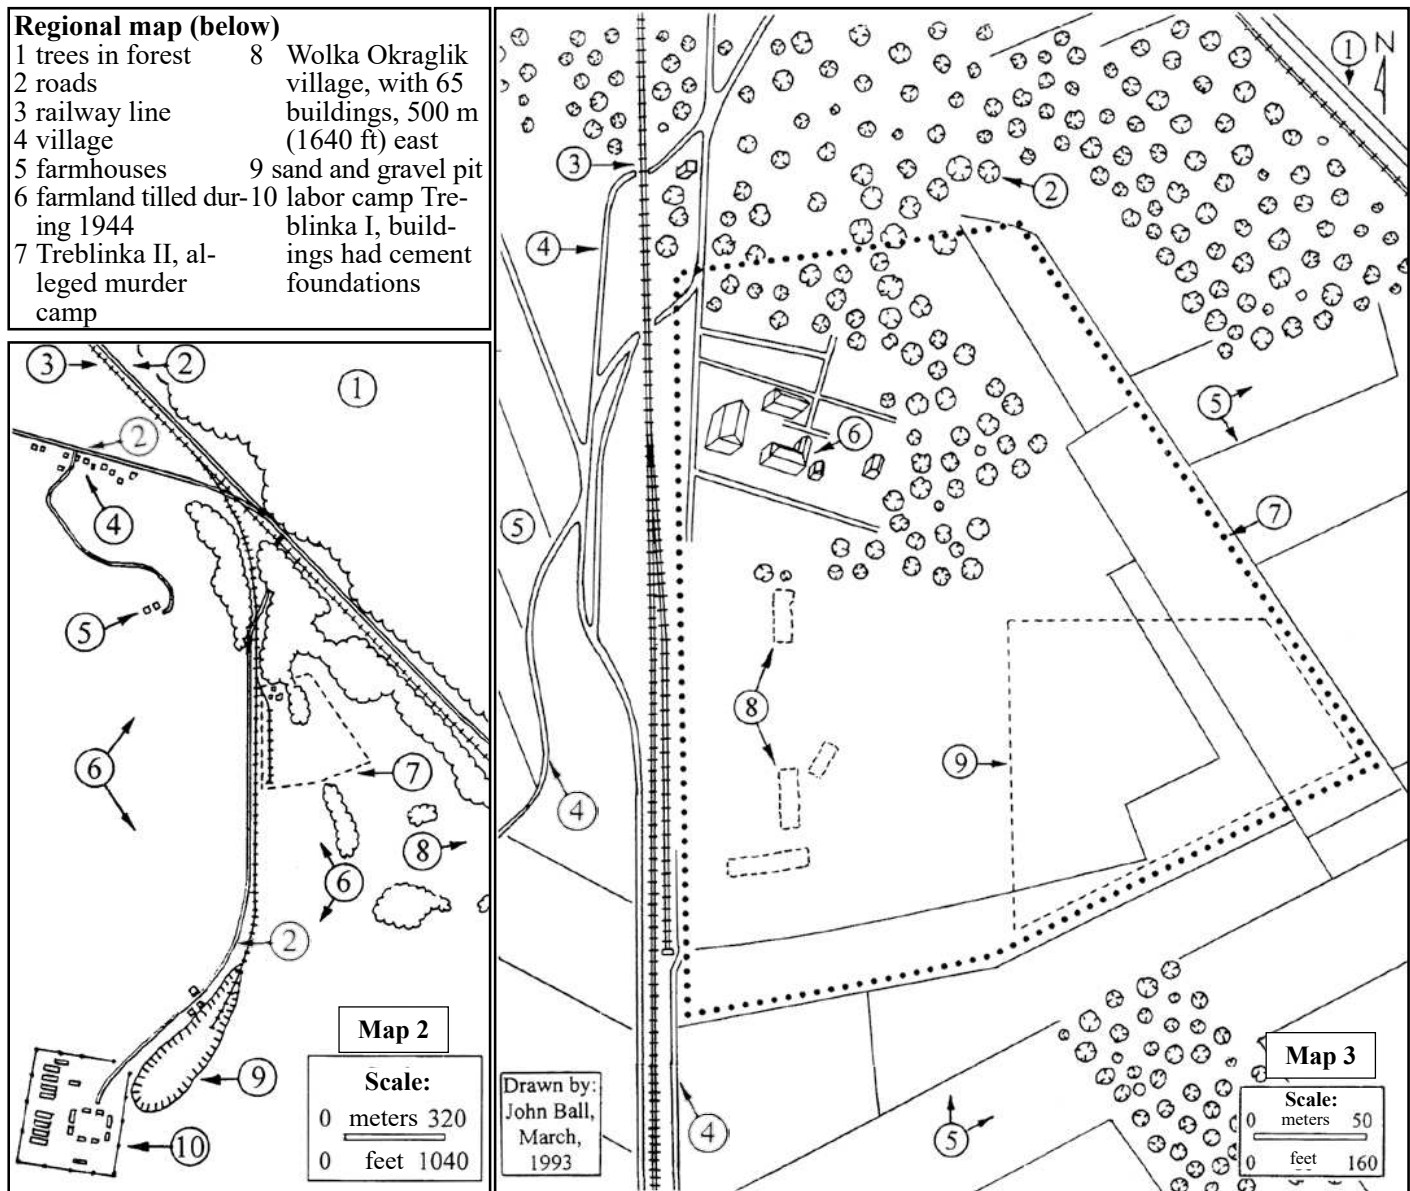 Regional map (below)
1 trees in forest
2 roads
3 railway line
4 village
5 farmhouses
6 farmland tilled dur-
ing 1944
7 Treblinka II, al-
leged murder
camp
8 Wolka Okraglik
village, with 65
buildings, 500 m
(1640 ft) east
9 sand and gravel pit
10 labor camp Tre-
blinka I, build-
ings had cement
foundations
3
2
1
2
4
5
6
7
8
6
2
9
10
Map 2
Scale:
0 meters 320
0 feet 1040
1
N
3
2
4
5
6
5
7
8
9
4
4
5
Drawn by:
John Ball,
March,
1993
Map 3
Scale:
0 meters 50
0 feet 160